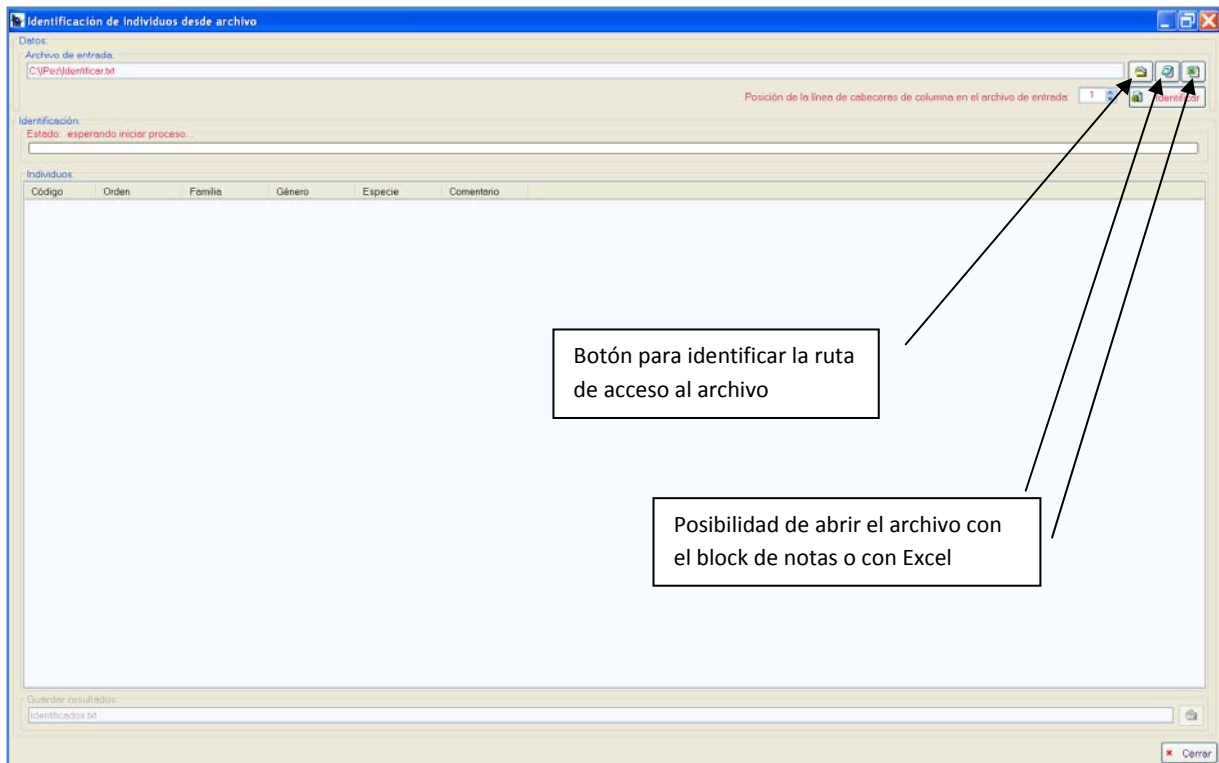 Identificación de individuos desde archivo
Datos:
Archivo de entrada:
C:\IPez\Identificar.txt
Posición de la línea de cabeceras de columna en el archivo de entrada: 1 Identificar
Identificación:
Estado: esperando iniciar proceso...
Individuos:
Código Orden Familia Género Especie Comentario
Botón para identificar la ruta
de acceso al archivo
Posibilidad de abrir el archivo con
el block de notas o con Excel
Guardar resultados:
Identificados.txt
Cerrar